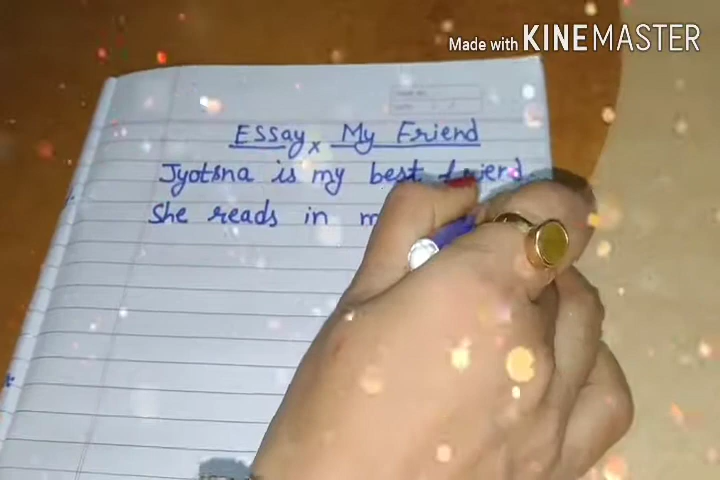 Made with KINEMASTER
Essay x My Friend
Jyotsna is my best friend
She reads in